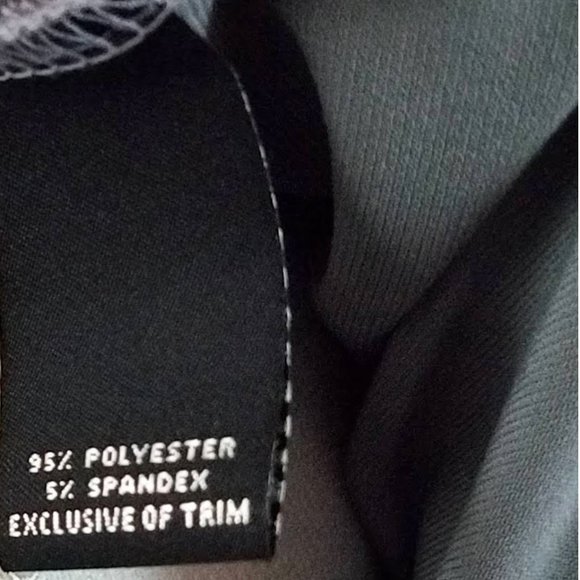 95% POLYESTER
5% SPANDEX
EXCLUSIVE OF TRIM